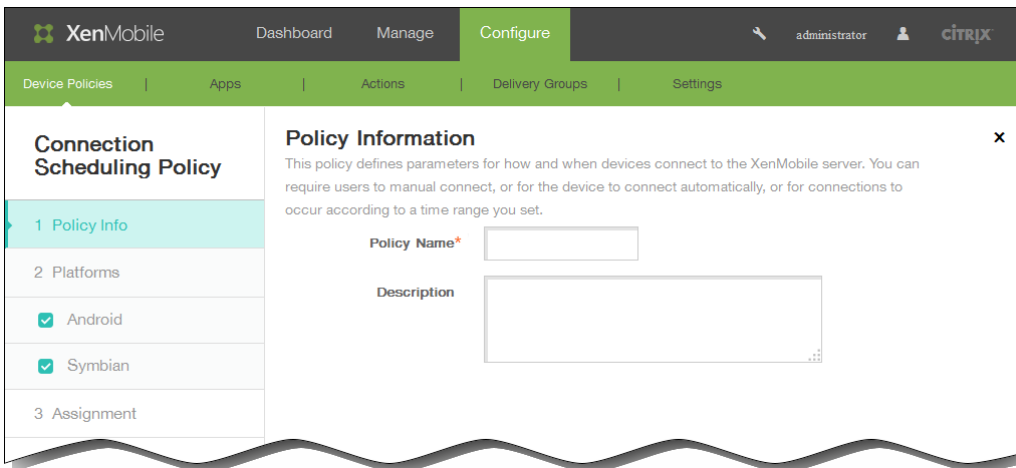 XenMobile Dashboard Manage Configure administrator CİTRIX
Device Policies | Apps | Actions | Delivery Groups | Settings
Connection
Scheduling Policy
1 Policy Info
2 Platforms
Android
Symbian
3 Assignment
Policy Information
This policy defines parameters for how and when devices connect to the XenMobile server. You can
require users to manual connect, or for the device to connect automatically, or for connections to
occur according to a time range you set.
Policy Name*
Description